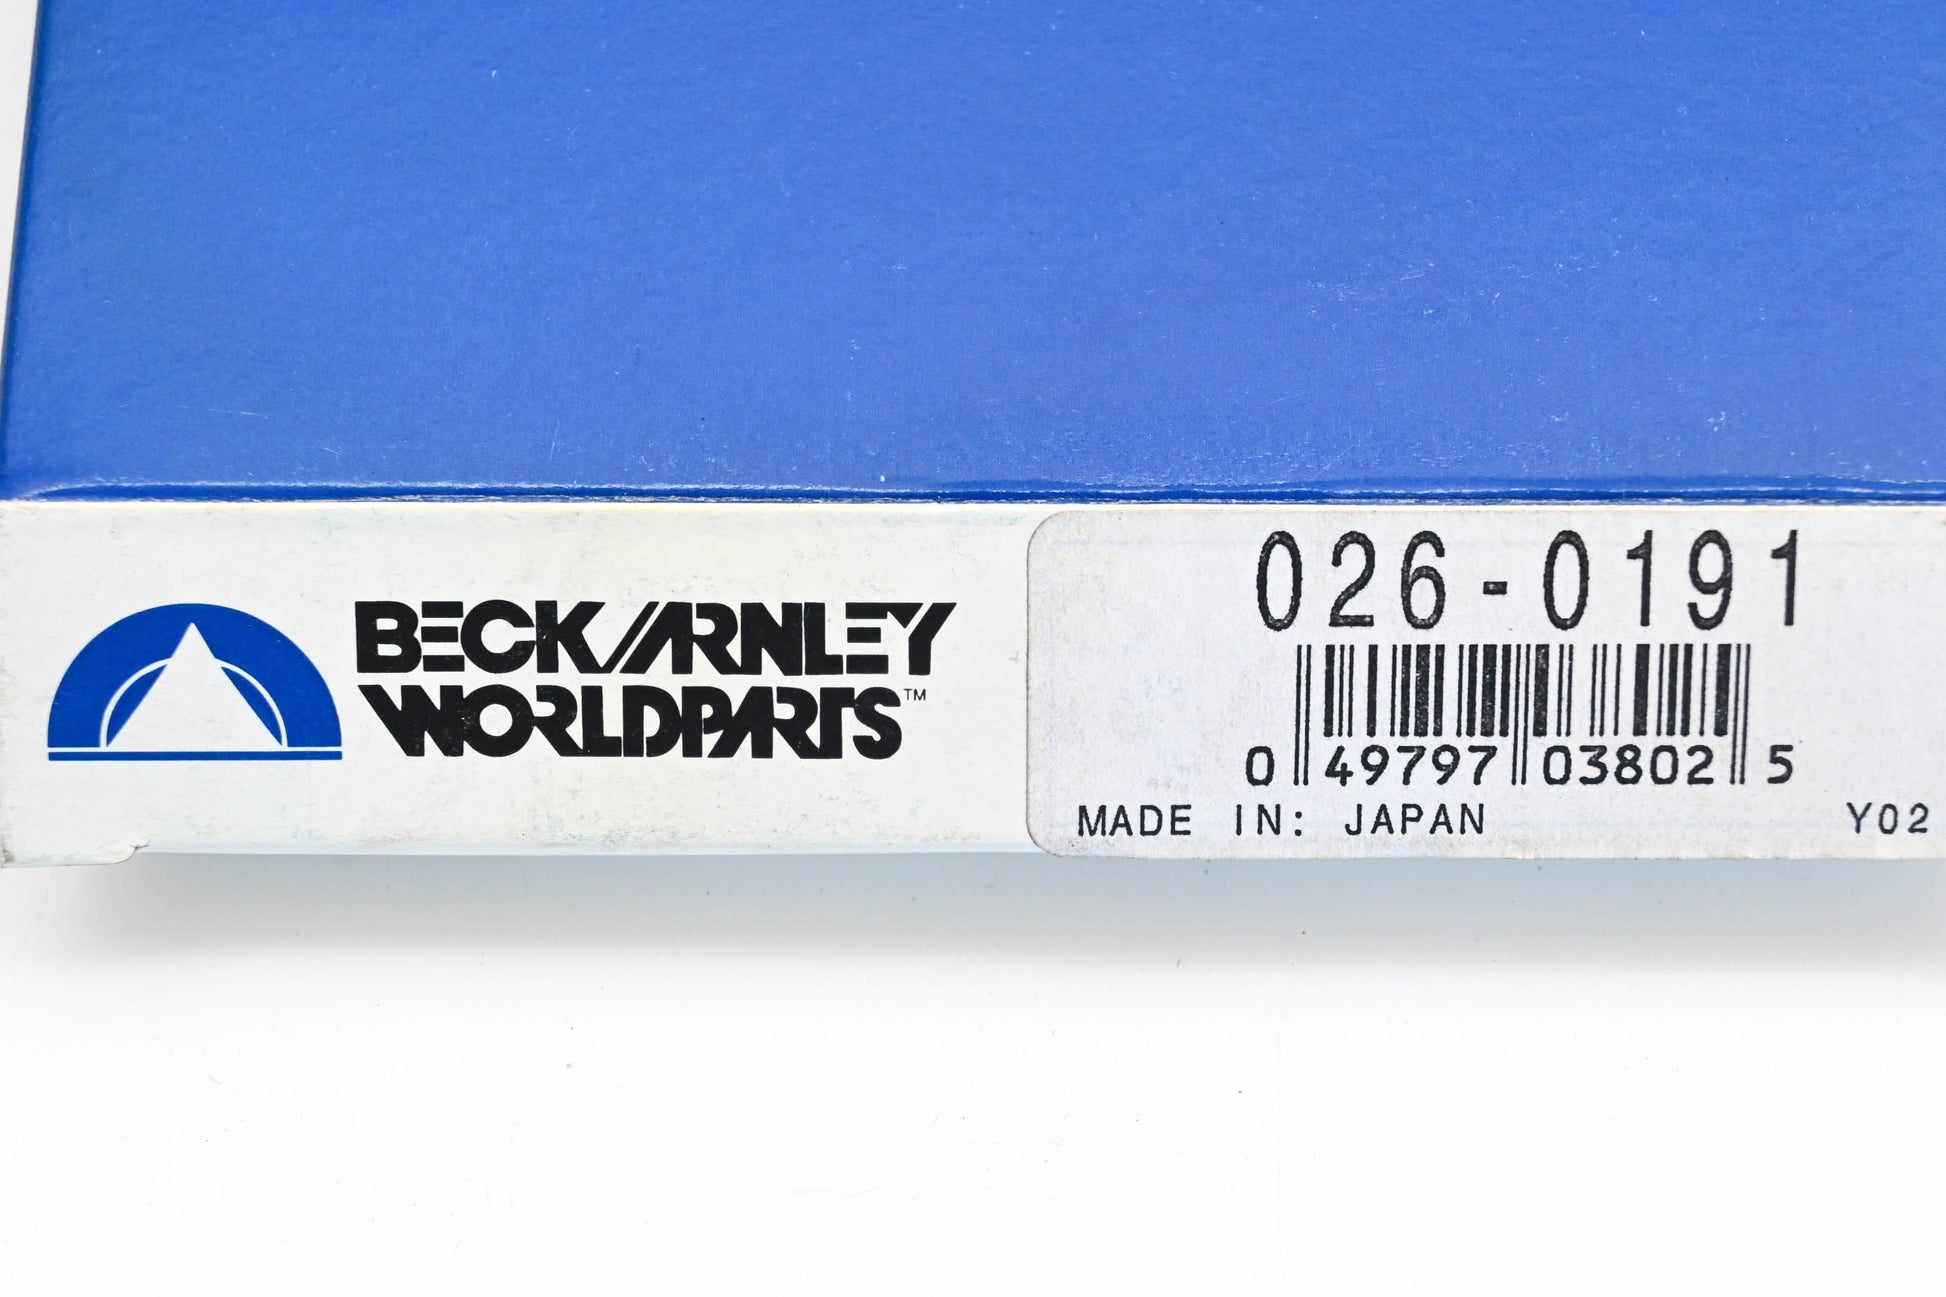 BECK/ARNLEY
WORLDPARTS™
026-0191
0 49797 03802 5
MADE IN: JAPAN Y02